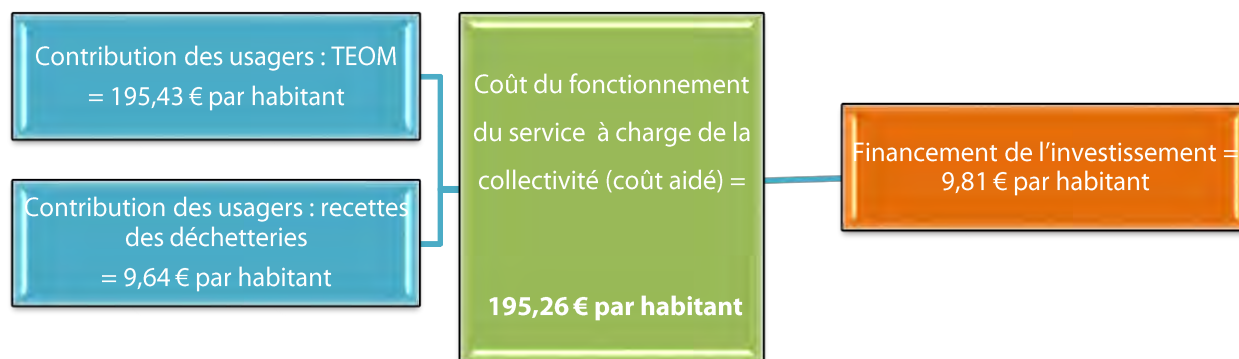 Contribution des usagers : TEOM
= 195,43 € par habitant
Contribution des usagers : recettes
des déchetteries
= 9,64 € par habitant
Coût du fonctionnement
du service à charge de la
collectivité (coût aidé) =
195,26 € par habitant
Financement de l’investissement =
9,81 € par habitant